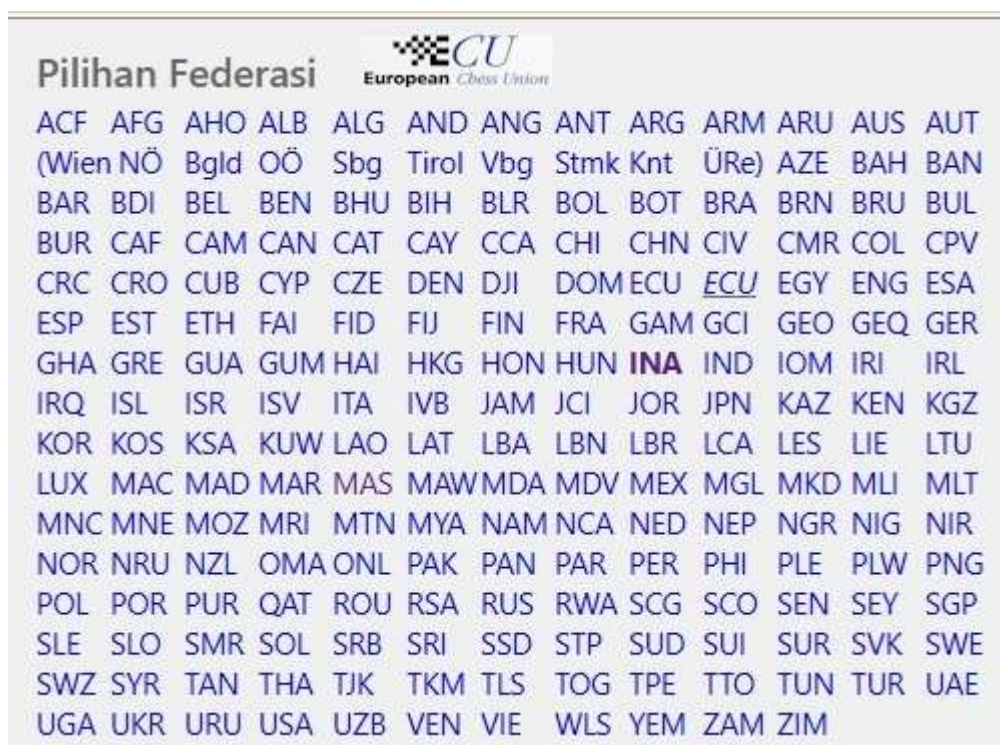 Pilihan Federasi ECU
European Chess Union
ACF AFG AHO ALB ALG AND ANG ANT ARG ARM ARU AUS AUT
(Wien NÖ Bgld OÖ Sbg Tirol Vbg Stmk Knt ÜRe) AZE BAH BAN
BAR BDI BEL BEN BHU BIH BLR BOL BOT BRA BRN BRU BUL
BUR CAF CAM CAN CAT CAY CCA CHI CHN CIV CMR COL CPV
CRC CRO CUB CYP CZE DEN DJI DOM ECU ECU EGY ENG ESA
ESP EST ETH FAI FID FIJ FIN FRA GAM GCI GEO GEQ GER
GHA GRE GUA GUM HAI HKG HON HUN INA IND IOM IRI IRL
IRQ ISL ISR ISV ITA IVB JAM JCI JOR JPN KAZ KEN KGZ
KOR KOS KSA KUW LAO LAT LBA LBN LBR LCA LES LIE LTU
LUX MAC MAD MAR MAS MAW MDA MDV MEX MGL MKD MLI MLT
MNC MNE MOZ MRI MTN MYA NAM NCA NED NEP NGR NIG NIR
NOR NRU NZL OMA ONL PAK PAN PAR PER PHI PLE PLW PNG
POL POR PUR QAT ROU RSA RUS RWA SCG SCO SEN SEY SGP
SLE SLO SMR SOL SRB SRI SSD STP SUD SUI SUR SVK SWE
SWZ SYR TAN THA TJK TKM TLS TOG TPE TTO TUN TUR UAE
UGA UKR URU USA UZB VEN VIE WLS YEM ZAM ZIM